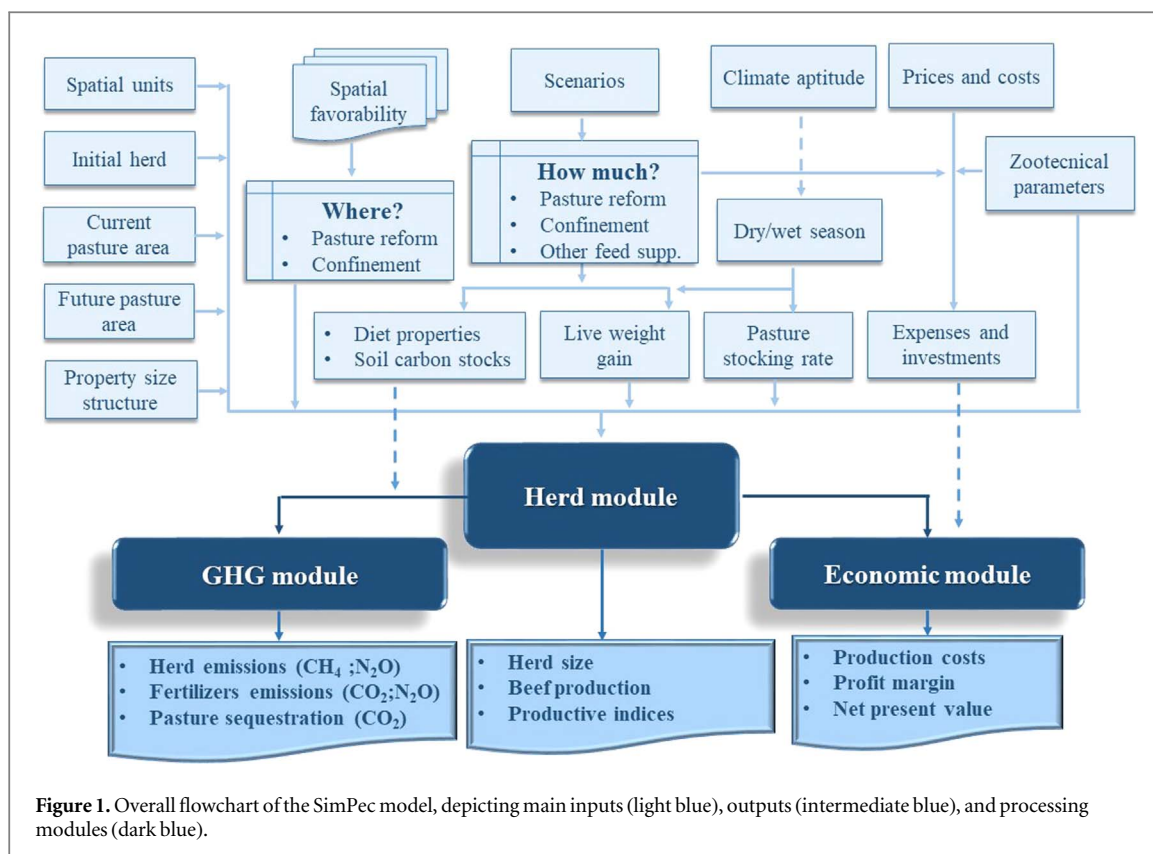 Spatial units
Initial herd
Current
pasture area
Future pasture
area
Property size
structure
Spatial
favorability
Scenarios
Climate aptitude
Prices and costs
Zootecnical
parameters
Where?
• Pasture reform
• Confinement
How much?
• Pasture reform
• Confinement
• Other feed supp.
Dry/wet season
• Diet properties
• Soil carbon stocks
Live weight
gain
Pasture
stocking rate
Expenses and
investments
Herd module
GHG module
Economic module
• Herd emissions (CH₄ ;N₂O)
• Fertilizers emissions (CO₂;N₂O)
• Pasture sequestration (CO₂)
• Herd size
• Beef production
• Productive indices
• Production costs
• Profit margin
• Net present value
Figure 1. Overall flowchart of the SimPec model, depicting main inputs (light blue), outputs (intermediate blue), and processing
modules (dark blue).